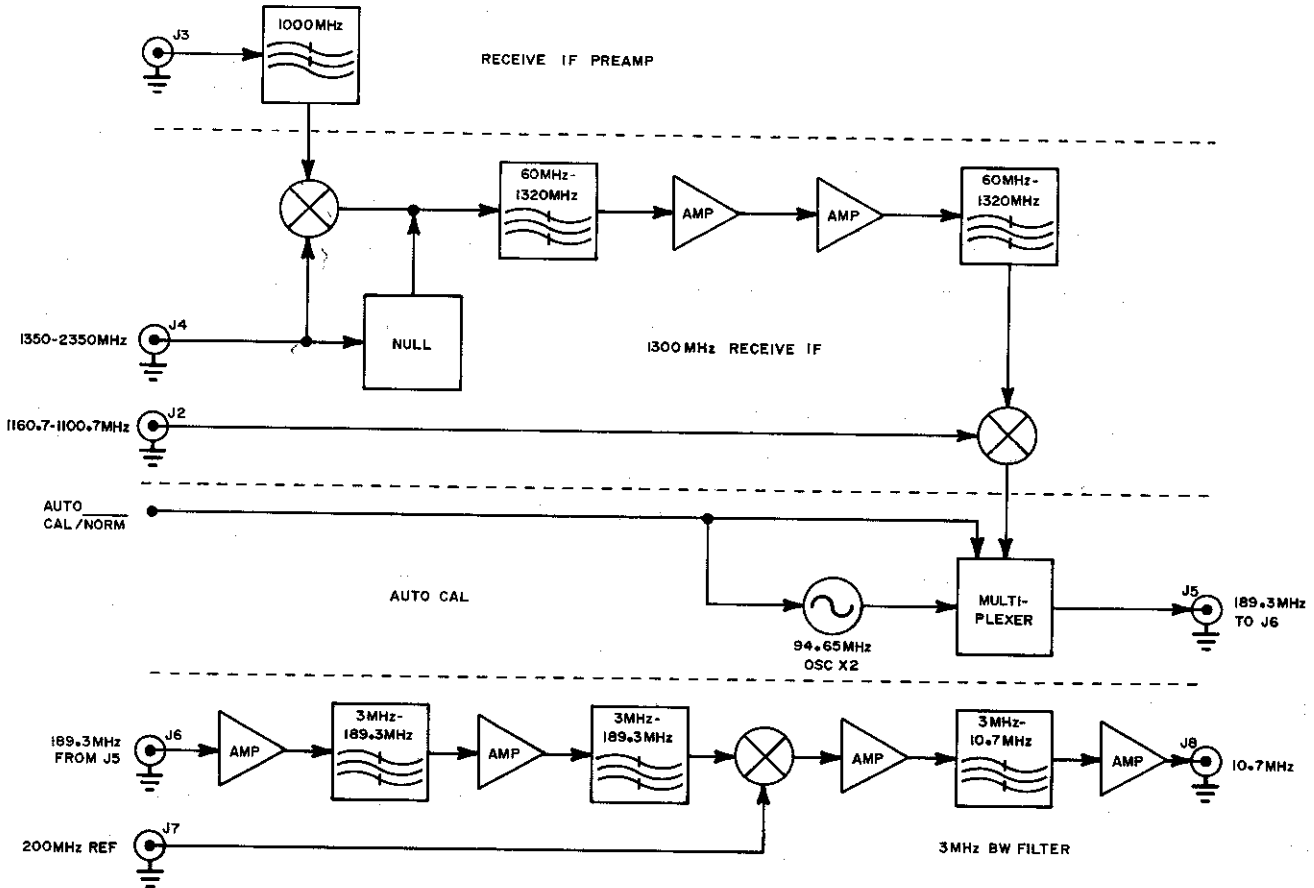 1000MHz
J3
RECEIVE IF PREAMP
60MHz-
1320MHz
AMP
AMP
60MHz-
1320MHz
1350-2350MHz
J4
NULL
1300MHz RECEIVE IF
1160.7-1100.7MHz
J2
AUTO
CAL/NORM
AUTO CAL
94.65MHz
OSC X2
MULTI-
PLEXER
J5
189.3MHz
TO J6
189.3MHz
FROM J5
J6
AMP
3MHz-
189.3MHz
AMP
3MHz-
189.3MHz
AMP
3MHz-
10.7MHz
AMP
J8
10.7MHz
200MHz REF
J7
3MHz BW FILTER